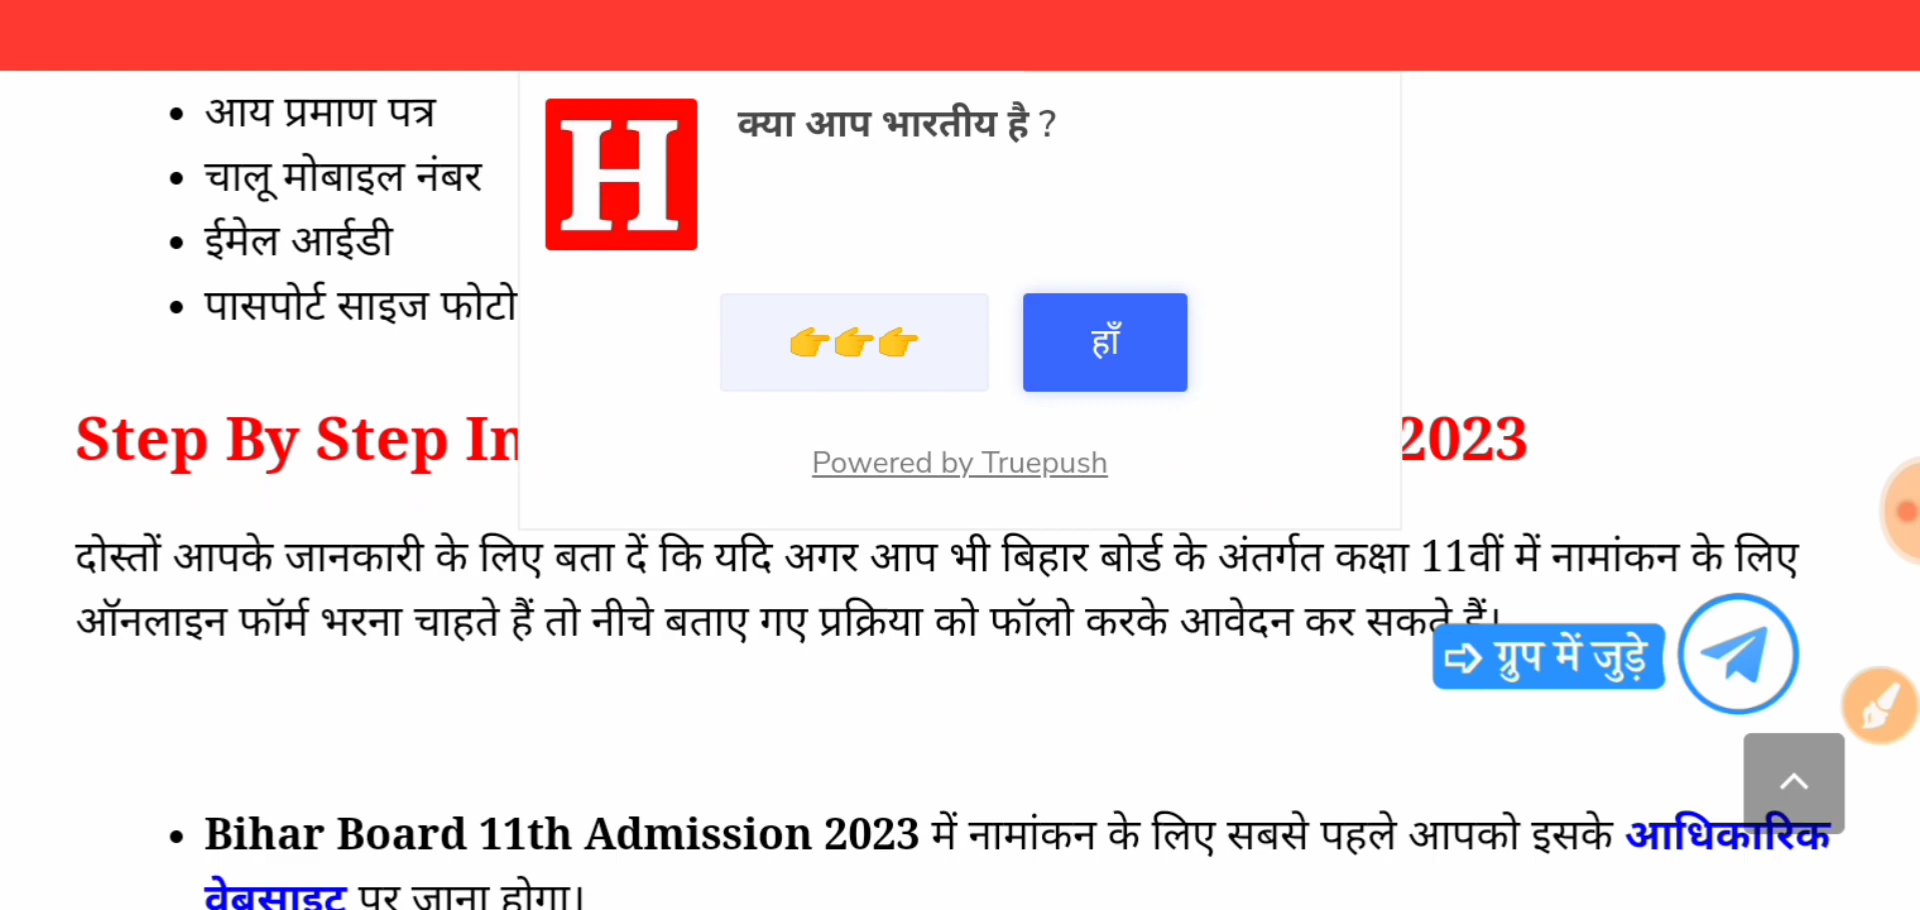 आय प्रमाण पत्र
चालू मोबाइल नंबर
ईमेल आईडी
पासपोर्ट साइज फोटो
H
क्या आप भारतीय है ?
👉👉👉 हाँ
Powered by Truepush
Step By Step In 2023
दोस्तों आपके जानकारी के लिए बता दें कि यदि अगर आप भी बिहार बोर्ड के अंतर्गत कक्षा 11वीं में नामांकन के लिए
ऑनलाइन फॉर्म भरना चाहते हैं तो नीचे बताए गए प्रक्रिया को फॉलो करके आवेदन कर सकते हैं।
⇨ ग्रुप में जुड़े
Bihar Board 11th Admission 2023 में नामांकन के लिए सबसे पहले आपको इसके आधिकारिक
वेबसाइट पर जाना होगा।